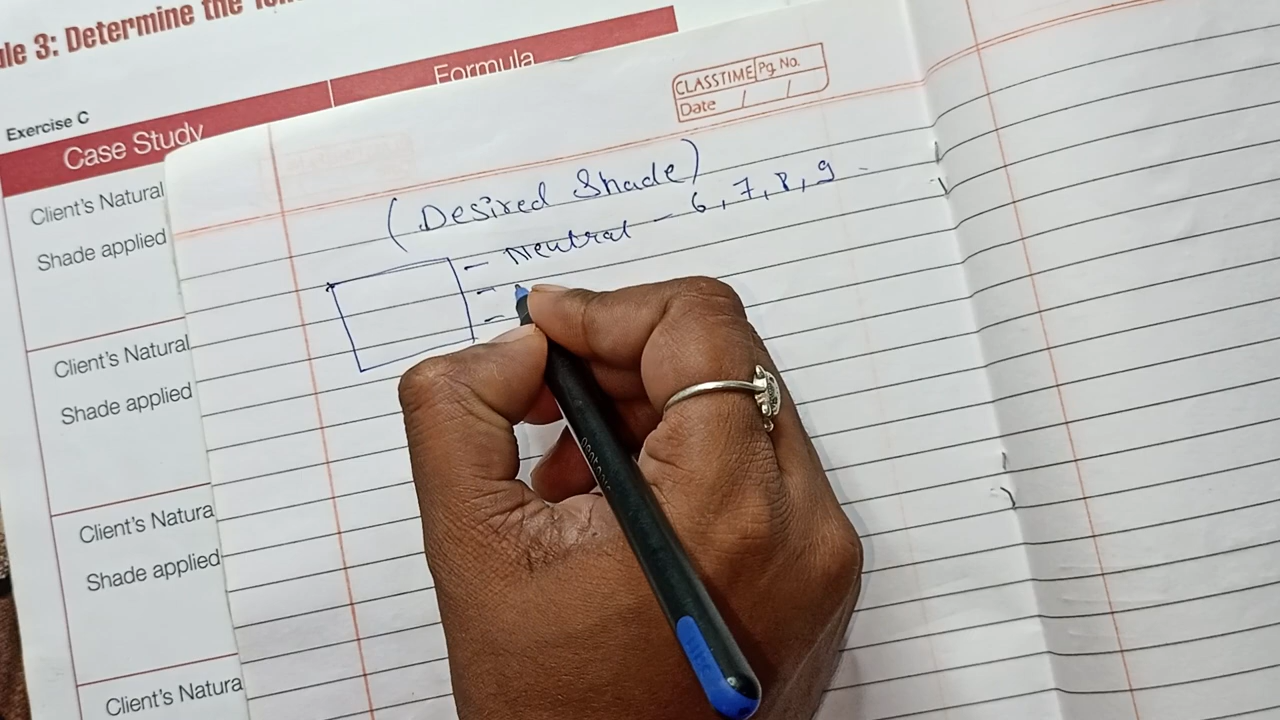 le 3: Determine the
Formula
Exercise C
Case Study
CLASSTIME Pg. No.
Date / /
Client's Natural
Shade applied
(Desired Shade)
- Neutral - 6, 7, 8, 9 -
-
-
Client's Natural
Shade applied
Client's Natura
Shade applied
Client's Natura